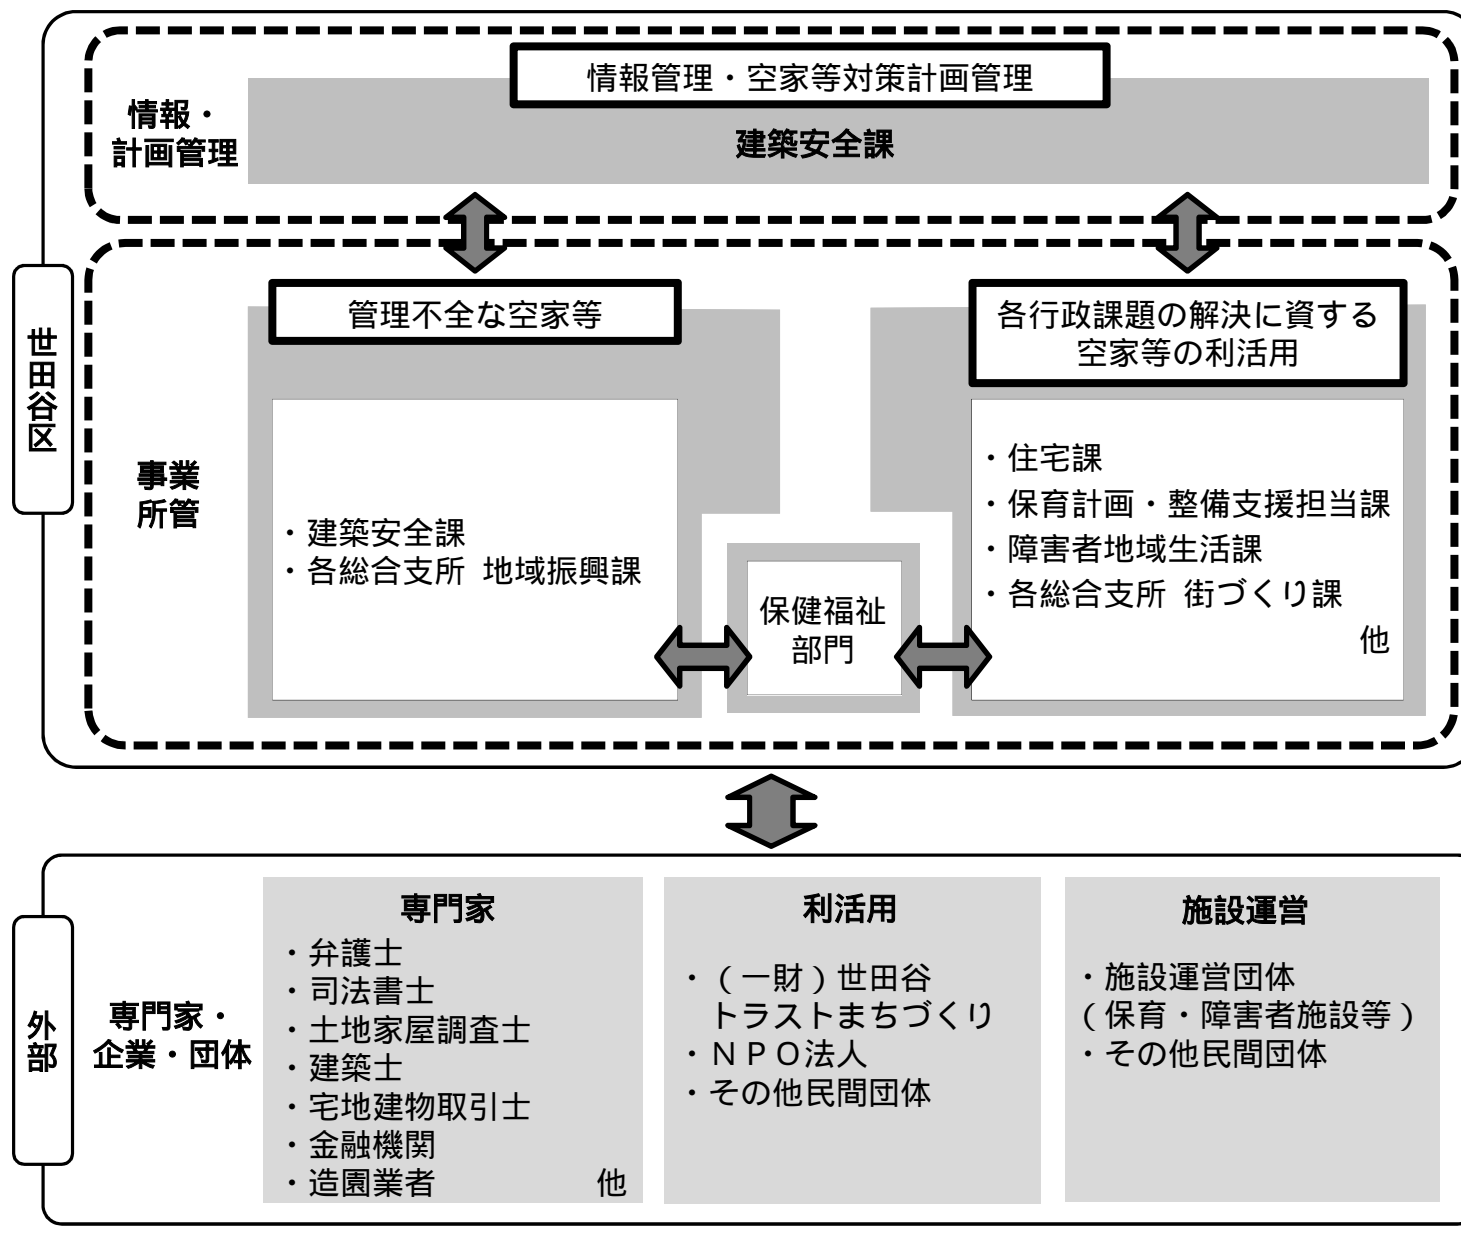 世田谷区
情報・
計画管理
情報管理・空家等対策計画管理
建築安全課
事業
所管
管理不全な空家等
・建築安全課
・各総合支所 地域振興課
保健福祉
部門
各行政課題の解決に資する
空家等の利活用
・住宅課
・保育計画・整備支援担当課
・障害者地域生活課
・各総合支所 街づくり課
他
外部
専門家・
企業・団体
専門家
・弁護士
・司法書士
・土地家屋調査士
・建築士
・宅地建物取引士
・金融機関
・造園業者 他
利活用
・（一財）世田谷
トラストまちづくり
・ＮＰＯ法人
・その他民間団体
施設運営
・施設運営団体
（保育・障害者施設等）
・その他民間団体